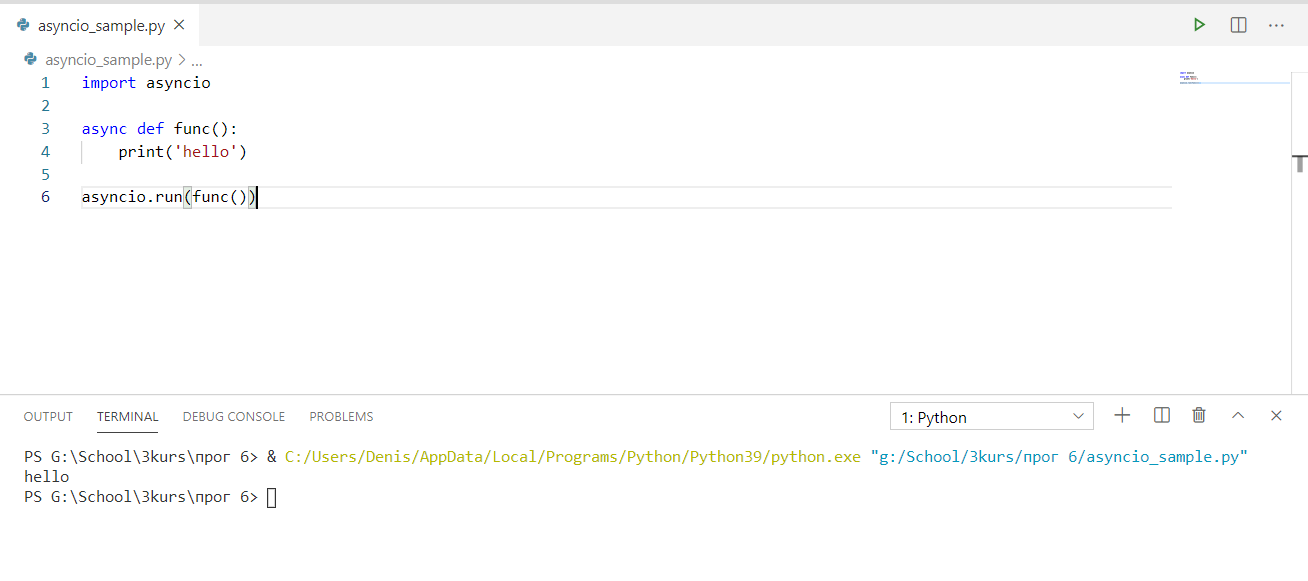 asyncio_sample.py
asyncio_sample.py > ...
1 import asyncio
2
3 async def func():
4     print('hello')
5
6 asyncio.run(func())
OUTPUT TERMINAL DEBUG CONSOLE PROBLEMS 1: Python
PS G:\School\3kurs\прог 6> & C:/Users/Denis/AppData/Local/Programs/Python/Python39/python.exe "g:/School/3kurs/прог 6/asyncio_sample.py"
hello
PS G:\School\3kurs\прог 6>